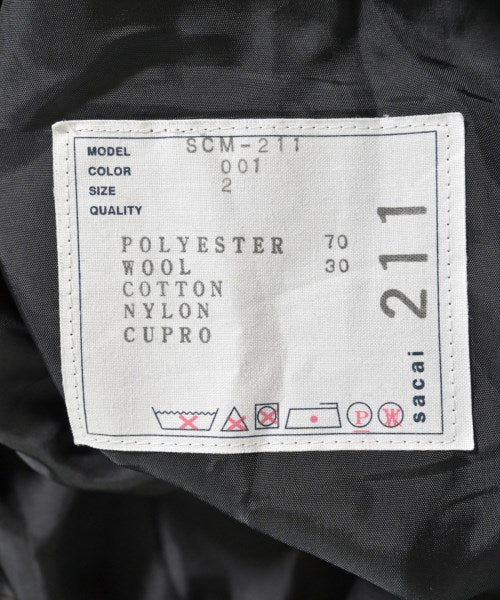 MODEL SCM-211
COLOR 001
SIZE 2
QUALITY
POLYESTER 70
WOOL 30
COTTON
NYLON
CUPRO
P W
sacai 211